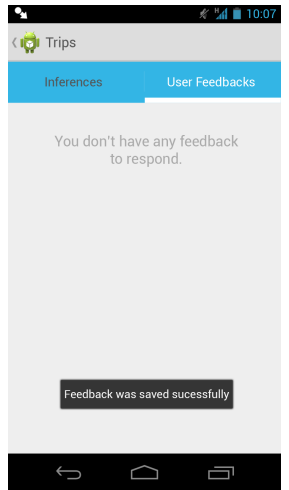 H 10:07
Trips
Inferences User Feedbacks
You don't have any feedback
to respond.
Feedback was saved sucessfully